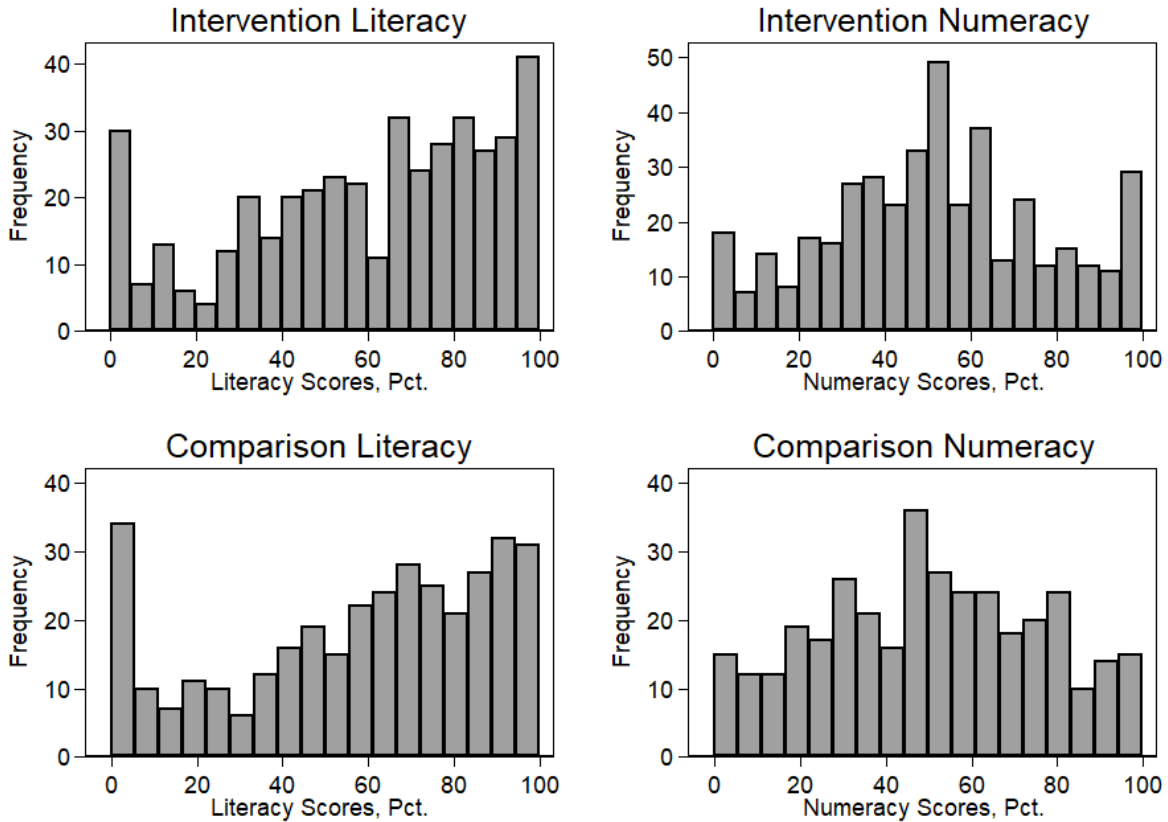 Intervention Literacy
Frequency
40
30
20
10
0
0 20 40 60 80 100
Literacy Scores, Pct.
Intervention Numeracy
Frequency
50
40
30
20
10
0
0 20 40 60 80 100
Numeracy Scores, Pct.
Comparison Literacy
Frequency
40
30
20
10
0
0 20 40 60 80 100
Literacy Scores, Pct.
Comparison Numeracy
Frequency
40
30
20
10
0
0 20 40 60 80 100
Numeracy Scores, Pct.